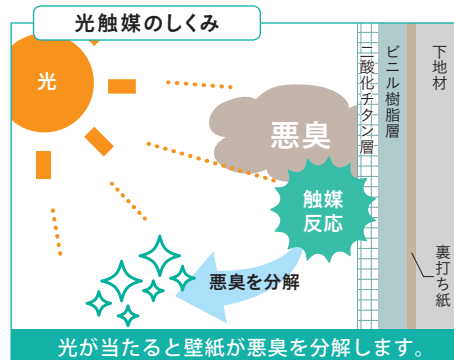 光触媒のしくみ
光
悪臭
触媒
反応
悪臭を分解
二酸化チタン層
ビニル樹脂層
下地材
裏打ち紙
光が当たると壁紙が悪臭を分解します。